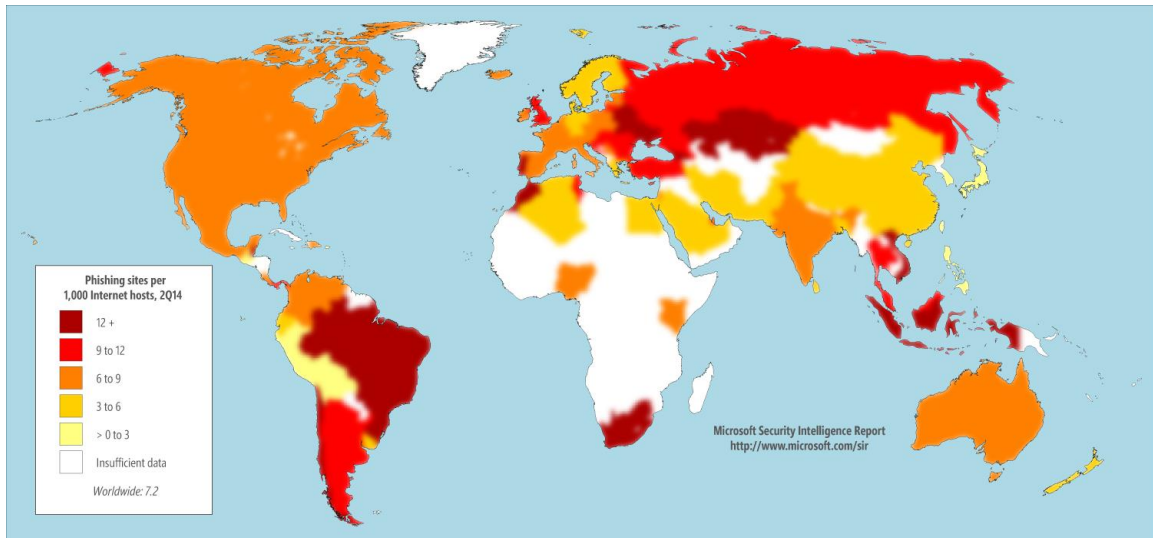 Phishing sites per
1,000 Internet hosts, 2Q14
12 +
9 to 12
6 to 9
3 to 6
> 0 to 3
Insufficient data
Worldwide: 7.2
Microsoft Security Intelligence Report
http://www.microsoft.com/sir